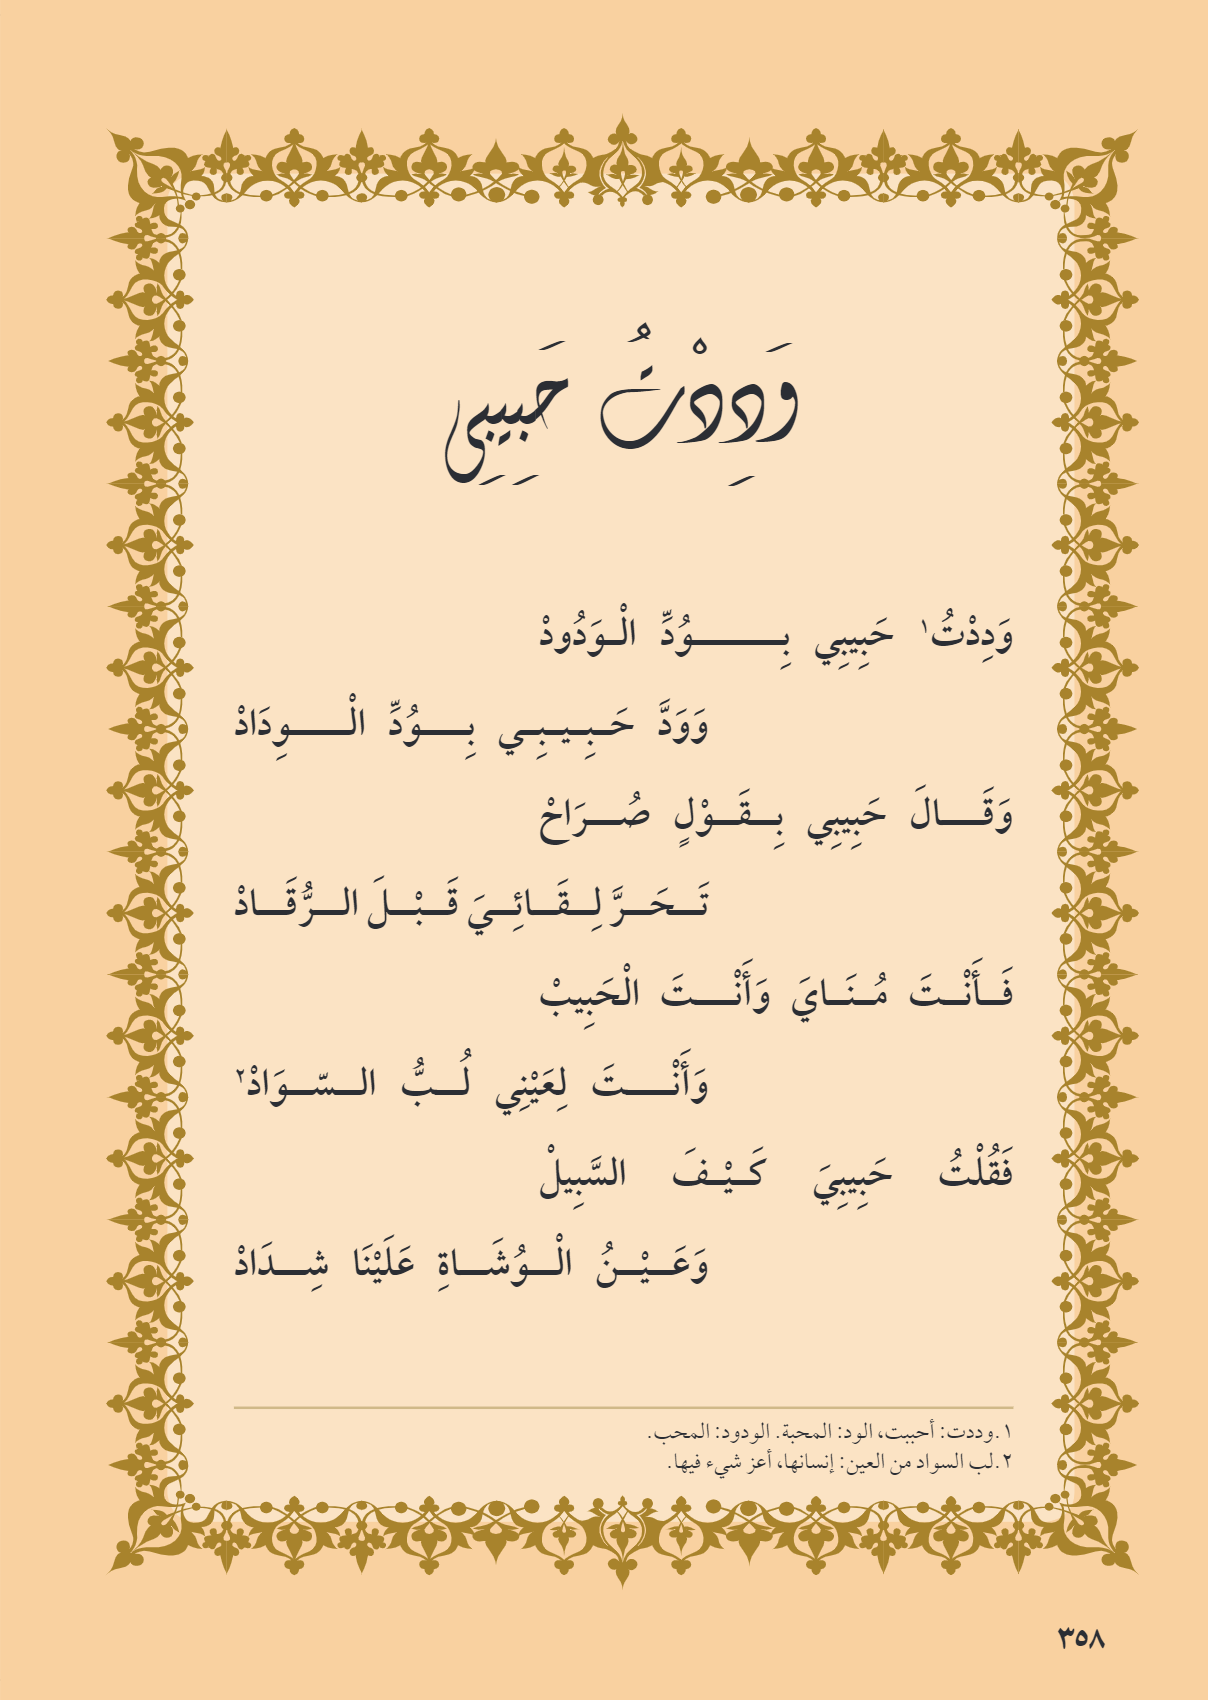 وَدِدْتُ حَبِيبِي
وَدِدْتُ١ حَبِيبِي بِوُدِّ الْوَدُودْ
وَوَدَّ حَبِيبِي بِوُدِّ الْوِدَادْ
وَقَالَ حَبِيبِي بِقَوْلٍ صُرَاحْ
تَحَرَّ لِقَائِيَ قَبْلَ الرُّقَادْ
فَأَنْتَ مُنَايَ وَأَنْتَ الْحَبِيبْ
وَأَنْتَ لِعَيْنِي لُبُّ السّوَادْ٢
فَقُلْتُ حَبِيبِيَ كَيْفَ السَّبِيلْ
وَعَيْنُ الْوُشَاةِ عَلَيْنَا شِدَادْ
١.وددت: أحببت، الود: المحبة. الودود: المحب.
٢.لب السواد من العين: إنسانها، أعز شيء فيها.
٣٥٨